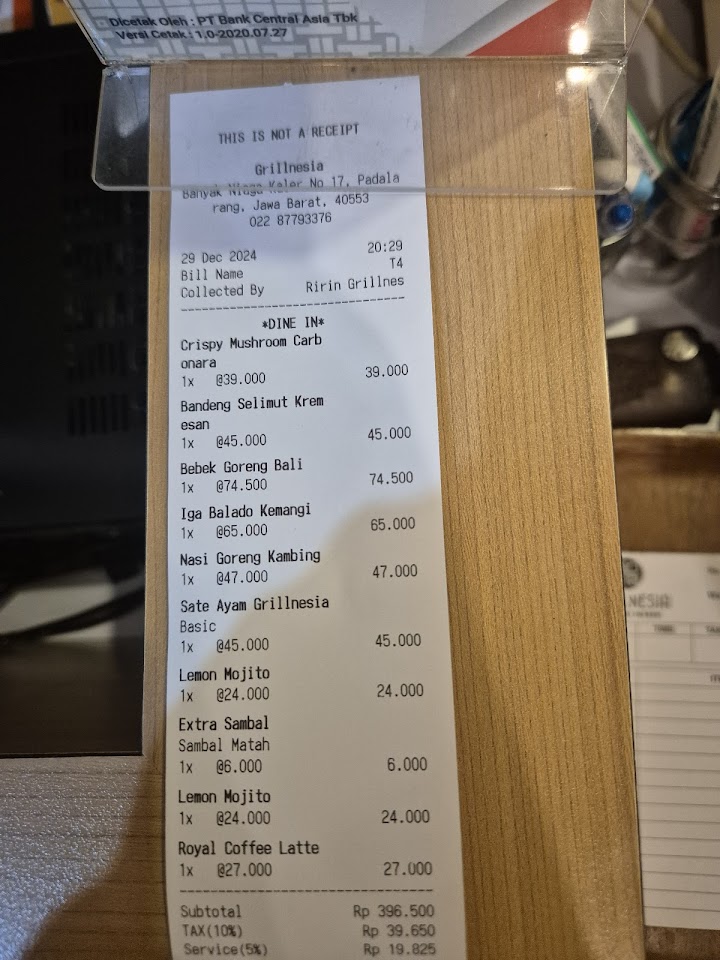 Dicetak Oleh : PT Bank Central Asia Tbk
Versi Cetak : 1.0-2020.07.27
THIS IS NOT A RECEIPT
Grillnesia
Banyak Niaga Kaler No 17, Padala
rang, Jawa Barat, 40553
022 87793376
29 Dec 2024 20:29
Bill Name T4
Collected By Ririn Grillnes
*DINE IN*
Crispy Mushroom Carb
onara
1x @39.000 39.000
Bandeng Selimut Krem
esan
1x @45.000 45.000
Bebek Goreng Bali
1x @74.500 74.500
Iga Balado Kemangi
1x @65.000 65.000
Nasi Goreng Kambing
1x @47.000 47.000
Sate Ayam Grillnesia
Basic
1x @45.000 45.000
Lemon Mojito
1x @24.000 24.000
Extra Sambal
Sambal Matah
1x @6.000 6.000
Lemon Mojito
1x @24.000 24.000
Royal Coffee Latte
1x @27.000 27.000
Subtotal Rp 396.500
TAX(10%) Rp 39.650
Service(5%) Rp 19.825
NESIA